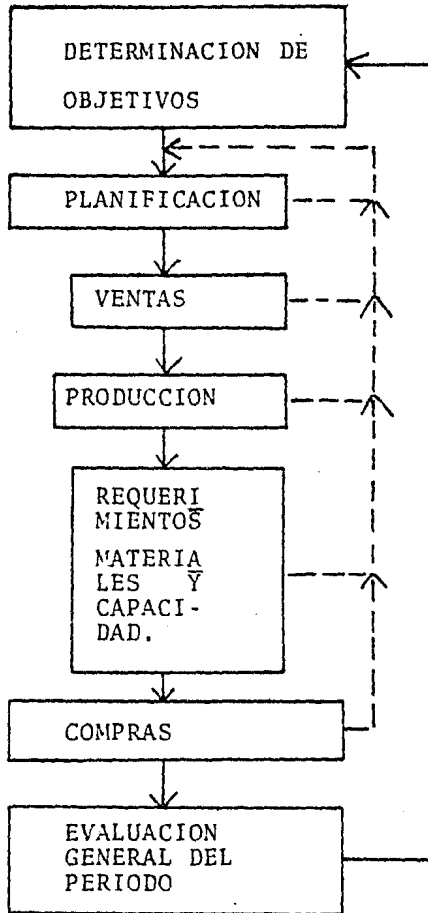 DETERMINACION DE
OBJETIVOS
PLANIFICACION
VENTAS
PRODUCCION
REQUERI
MIENTOS
MATERIA
LES Y
CAPACI-
DAD.
COMPRAS
EVALUACION
GENERAL DEL
PERIODO